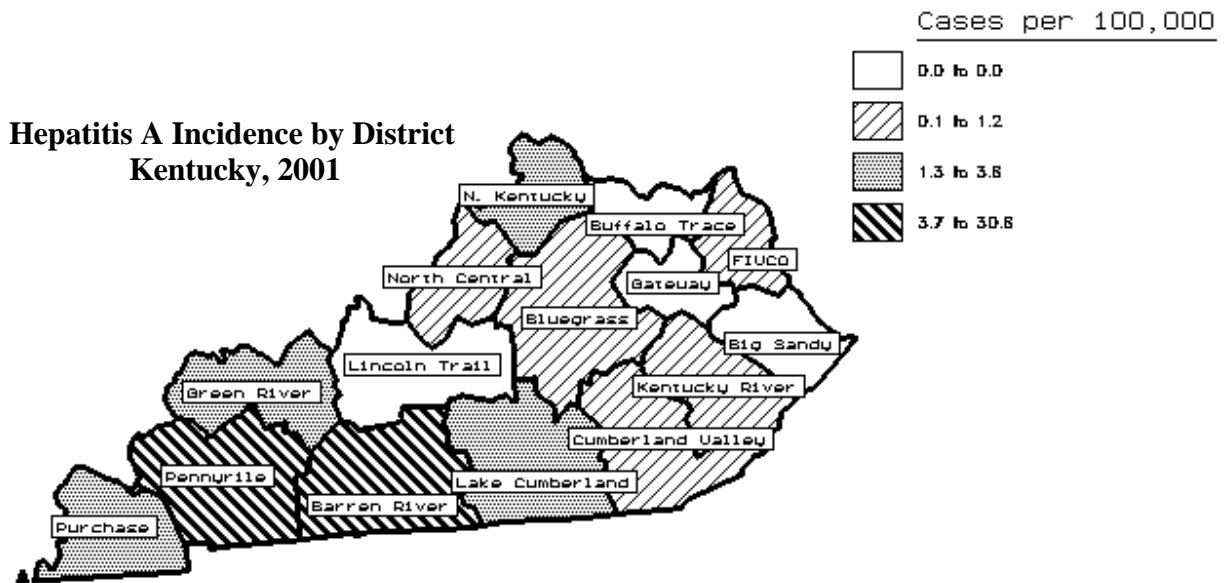 Cases per 100,000
0.0 to 0.0
0.1 to 1.2
1.3 to 3.6
3.7 to 30.6
Hepatitis A Incidence by District
Kentucky, 2001
N. Kentucky
Buffalo Trace
FIVCO
North Central
Gateway
Bluegrass
Big Sandy
Lincoln Trail
Kentucky River
Green River
Cumberland Valley
Pennyrile
Lake Cumberland
Barren River
Purchase